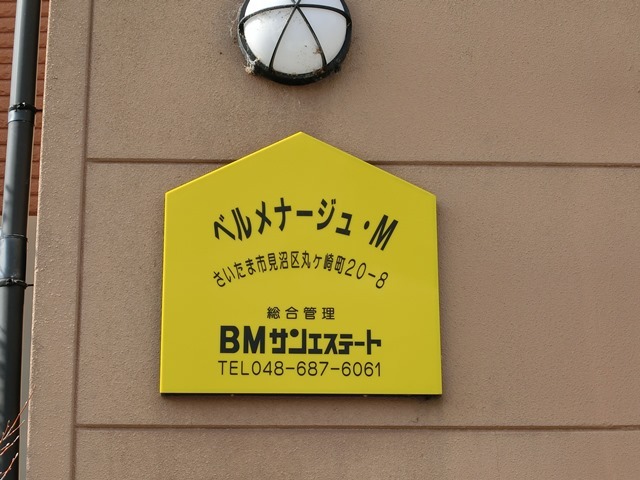 ベルメナージュ・M
さいたま市見沼区丸ヶ崎町20-8
総合管理
BMサンエステート
TEL048-687-6061